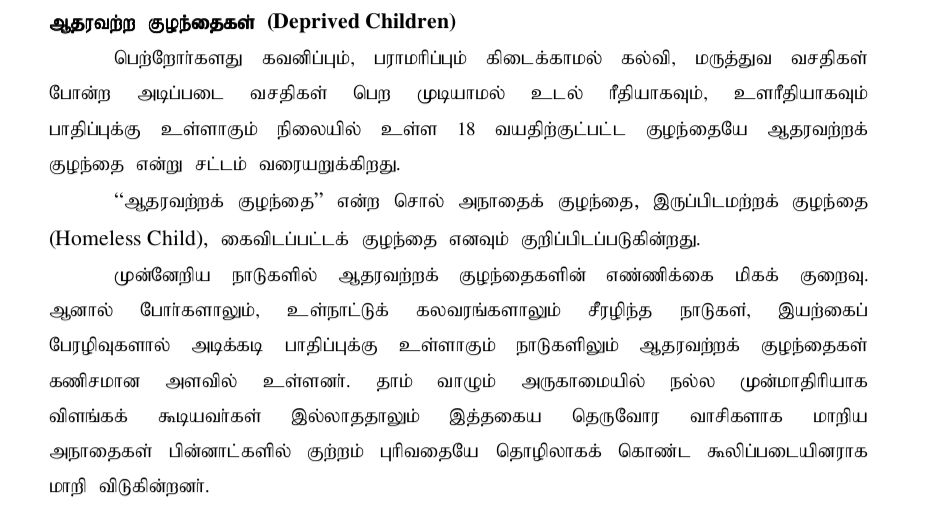 ஆதரவற்ற குழந்தைகள் (Deprived Children)
பெற்றோர்களது கவனிப்பும், பராமரிப்பும் கிடைக்காமல் கல்வி, மருத்துவ வசதிகள்
போன்ற அடிப்படை வசதிகள் பெற முடியாமல் உடல் ரீதியாகவும், உளரீதியாகவும்
பாதிப்புக்கு உள்ளாகும் நிலையில் உள்ள 18 வயதிற்குட்பட்ட குழந்தையே ஆதரவற்றக்
குழந்தை என்று சட்டம் வரையறுக்கிறது.
“ஆதரவற்றக் குழந்தை” என்ற சொல் அநாதைக் குழந்தை, இருப்பிடமற்றக் குழந்தை
(Homeless Child), கைவிடப்பட்டக் குழந்தை எனவும் குறிப்பிடப்படுகின்றது.
முன்னேறிய நாடுகளில் ஆதரவற்றக் குழந்தைகளின் எண்ணிக்கை மிகக் குறைவு.
ஆனால் போர்களாலும், உள்நாட்டுக் கலவரங்களாலும் சீரழிந்த நாடுகள், இயற்கைப்
பேரழிவுகளால் அடிக்கடி பாதிப்புக்கு உள்ளாகும் நாடுகளிலும் ஆதரவற்றக் குழந்தைகள்
கணிசமான அளவில் உள்ளனர். தாம் வாழும் அருகாமையில் நல்ல முன்மாதிரியாக
விளங்கக் கூடியவர்கள் இல்லாததாலும் இத்தகைய தெருவோர வாசிகளாக மாறிய
அநாதைகள் பின்னாட்களில் குற்றம் புரிவதையே தொழிலாகக் கொண்ட கூலிப்படையினராக
மாறி விடுகின்றனர்.